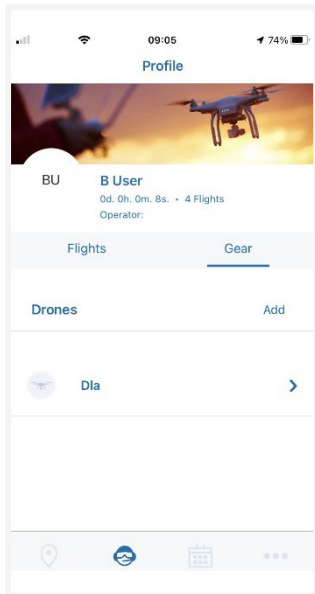 09:05
74%
Profile
BU
B User
0d. 0h. 0m. 8s. • 4 Flights
Operator:
Flights
Gear
Drones
Add
Dla